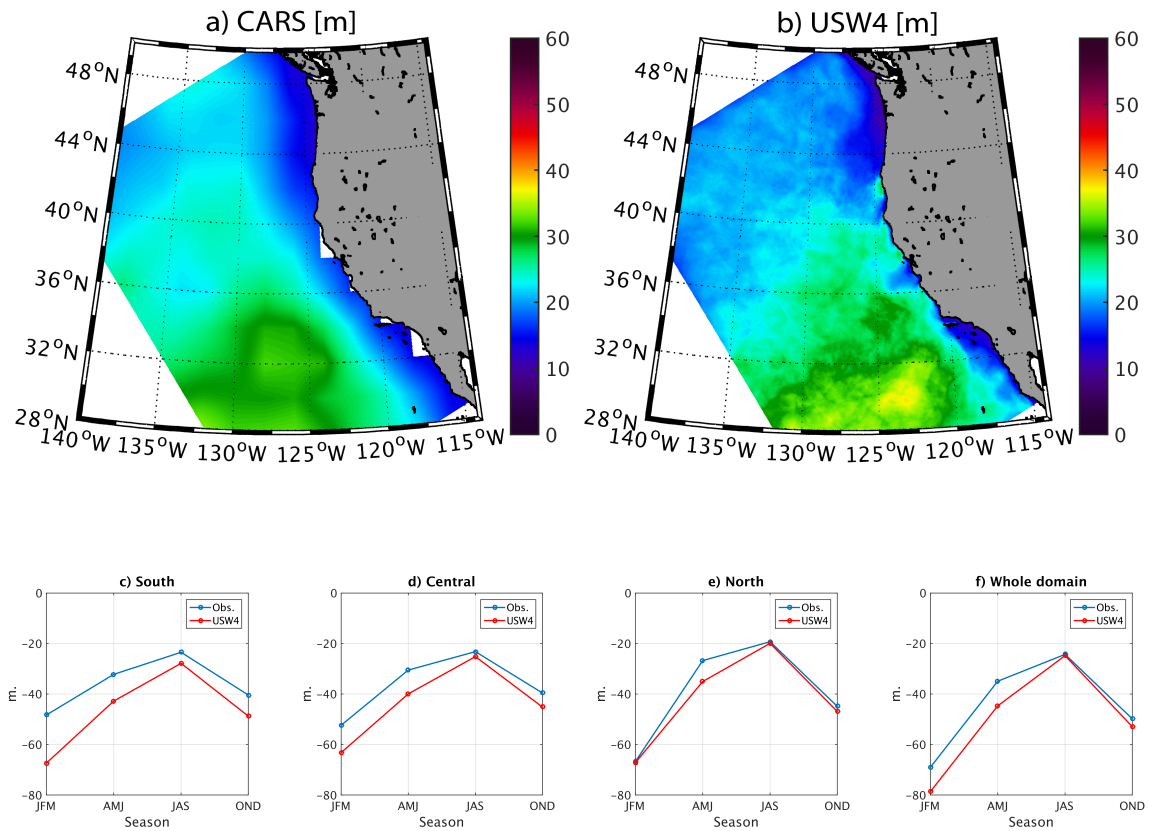 a) CARS [m]
48°N
44°N
40°N
36°N
32°N
28°N
140°W 135°W 130°W 125°W 120°W 115°W
60
50
40
30
20
10
0
b) USW4 [m]
48°N
44°N
40°N
36°N
32°N
28°N
140°W 135°W 130°W 125°W 120°W 115°W
60
50
40
30
20
10
0
c) South
0
−20
−40
−60
−80
m.
Obs.
USW4
JFM AMJ JAS OND
Season
d) Central
0
−20
−40
−60
−80
m.
Obs.
USW4
JFM AMJ JAS OND
Season
e) North
0
−20
−40
−60
−80
m.
Obs.
USW4
JFM AMJ JAS OND
Season
f) Whole domain
0
−20
−40
−60
−80
m.
Obs.
USW4
JFM AMJ JAS OND
Season